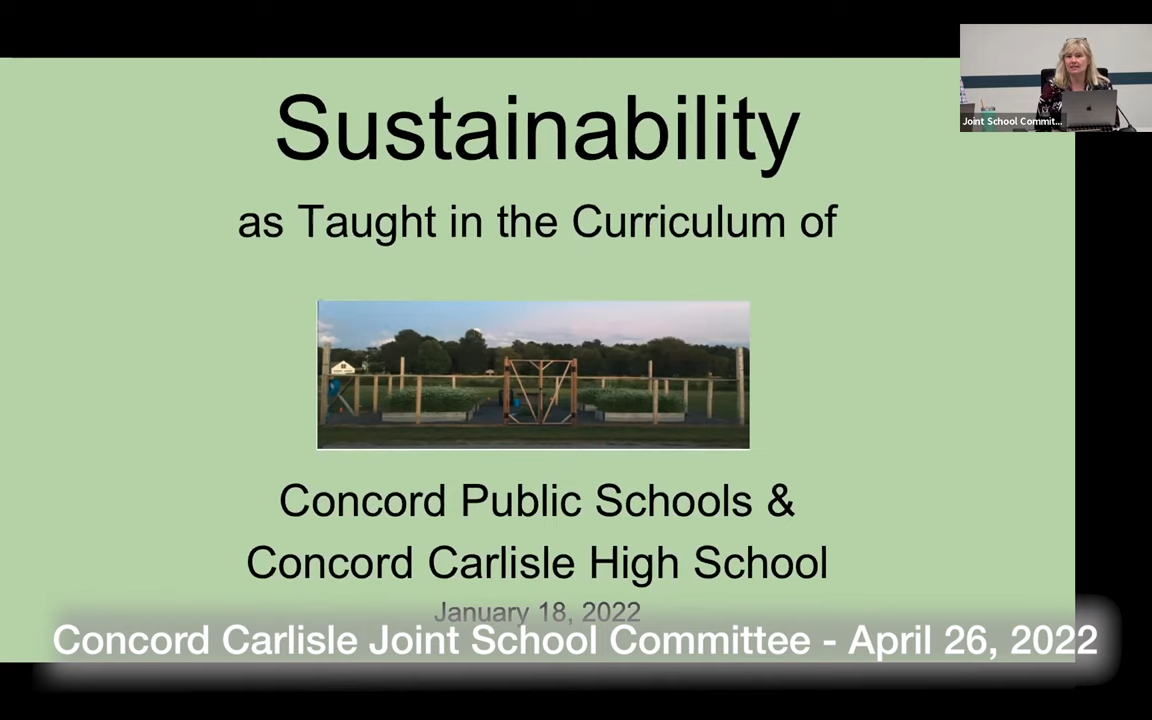 Sustainability
Joint School Commit...
as Taught in the Curriculum of
Concord Public Schools &
Concord Carlisle High School
January 18, 2022
Concord Carlisle Joint School Committee - April 26, 2022